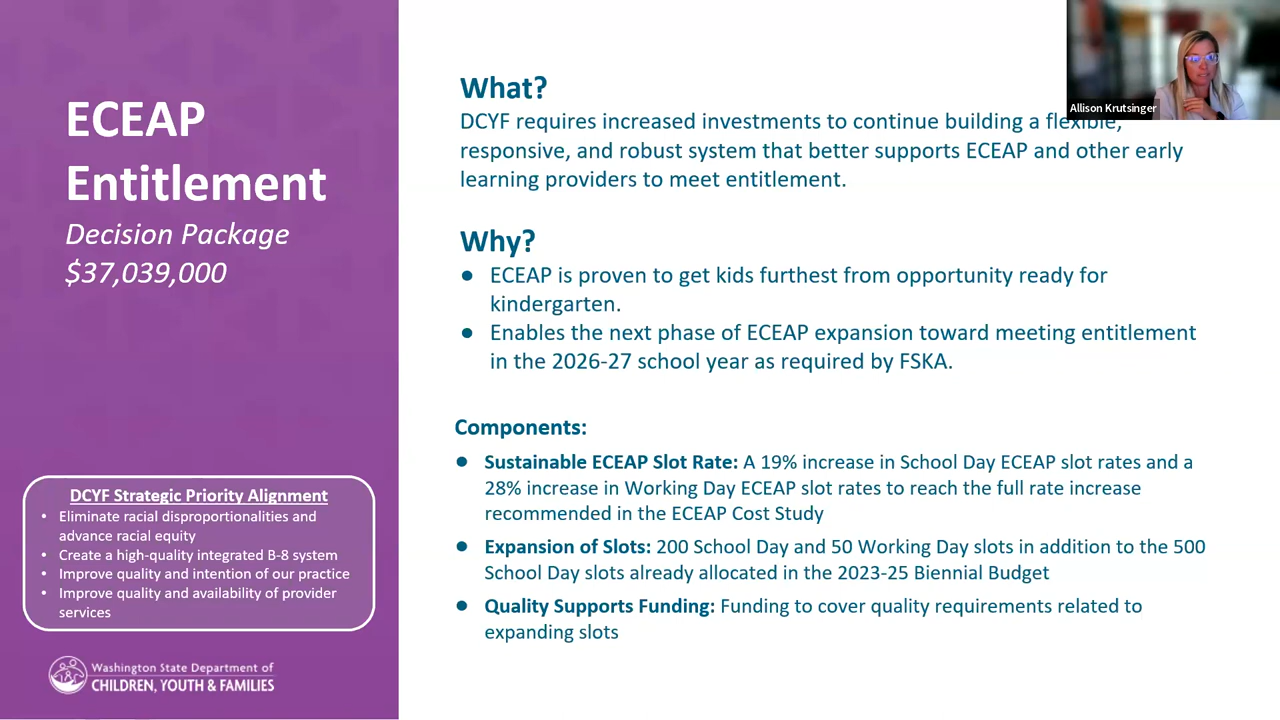 ECEAP
Entitlement
Decision Package
$37,039,000
DCYF Strategic Priority Alignment
• Eliminate racial disproportionalities and
advance racial equity
• Create a high-quality integrated B-8 system
• Improve quality and intention of our practice
• Improve quality and availability of provider
services
Washington State Department of
CHILDREN, YOUTH & FAMILIES
What?
DCYF requires increased investments to continue building a flexible,
responsive, and robust system that better supports ECEAP and other early
learning providers to meet entitlement.
Why?
● ECEAP is proven to get kids furthest from opportunity ready for
kindergarten.
● Enables the next phase of ECEAP expansion toward meeting entitlement
in the 2026-27 school year as required by FSKA.
Components:
● Sustainable ECEAP Slot Rate: A 19% increase in School Day ECEAP slot rates and a
28% increase in Working Day ECEAP slot rates to reach the full rate increase
recommended in the ECEAP Cost Study
● Expansion of Slots: 200 School Day and 50 Working Day slots in addition to the 500
School Day slots already allocated in the 2023-25 Biennial Budget
● Quality Supports Funding: Funding to cover quality requirements related to
expanding slots
Allison Krutsinger